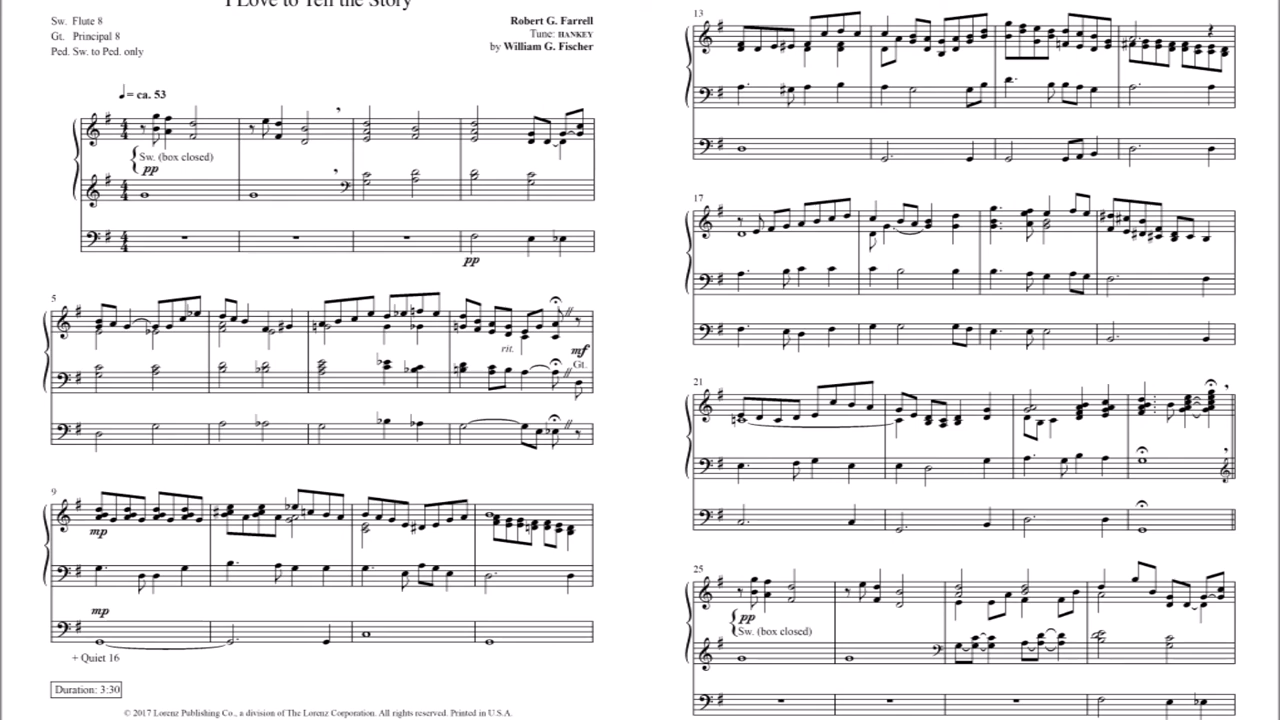 I Love to Tell the Story
Sw. Flute 8
Gt. Principal 8
Ped. Sw. to Ped. only
Robert G. Farrell
Tune: HANKEY
by William G. Fischer
= ca. 53
Sw. (box closed)
pp
pp
5
rit.
mf
Gt.
9
mp
mp
+ Quiet 16
Duration: 3:30
© 2017 Lorenz Publishing Co., a division of The Lorenz Corporation. All rights reserved. Printed in U.S.A.
13
17
21
25
pp
Sw. (box closed)